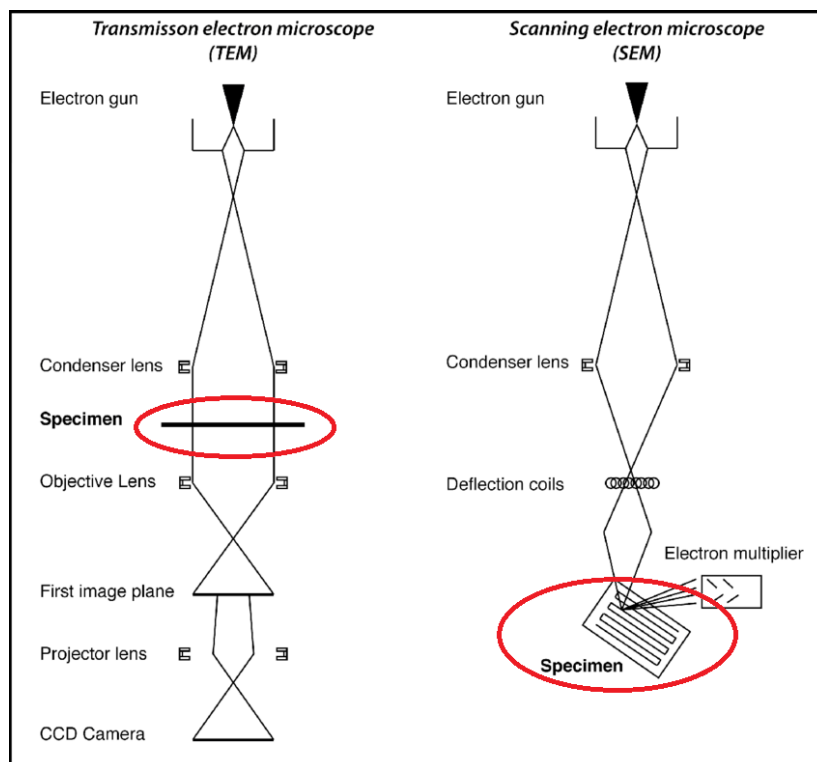 Transmisson electron microscope
(TEM)
Electron gun
Condenser lens
Specimen
Objective Lens
First image plane
Projector lens
CCD Camera
Scanning electron microscope
(SEM)
Electron gun
Condenser lens
Deflection coils
Electron multiplier
Specimen